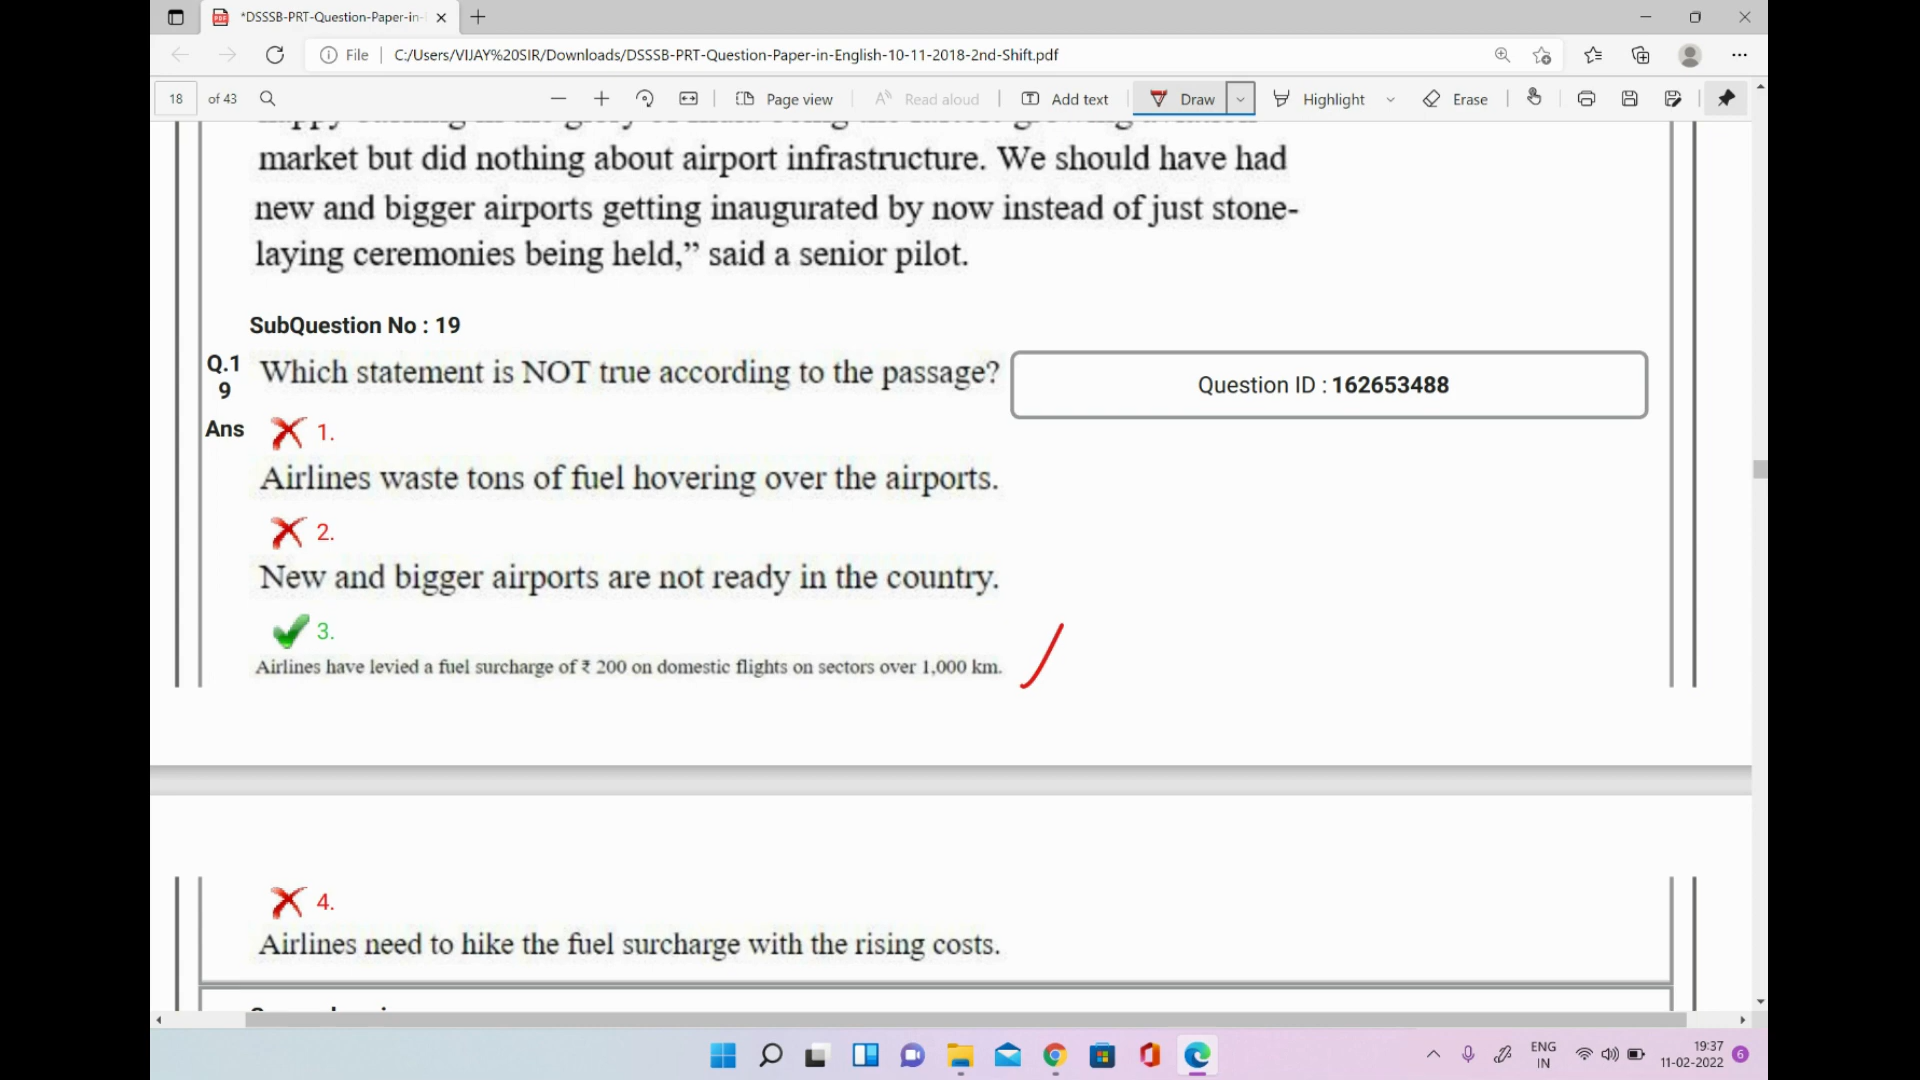 *DSSSB-PRT-Question-Paper-in-
File C:/Users/VIJAY%20SIR/Downloads/DSSSB-PRT-Question-Paper-in-English-10-11-2018-2nd-Shift.pdf
18 of 43 Page view Read aloud Add text Draw Highlight Erase
market but did nothing about airport infrastructure. We should have had
new and bigger airports getting inaugurated by now instead of just stone-
laying ceremonies being held,” said a senior pilot.
SubQuestion No : 19
Q.1
9
Which statement is NOT true according to the passage?
Question ID : 162653488
Ans 1.
Airlines waste tons of fuel hovering over the airports.
2.
New and bigger airports are not ready in the country.
3.
Airlines have levied a fuel surcharge of ₹ 200 on domestic flights on sectors over 1,000 km.
4.
Airlines need to hike the fuel surcharge with the rising costs.
ENG
IN
19:37
11-02-2022
6